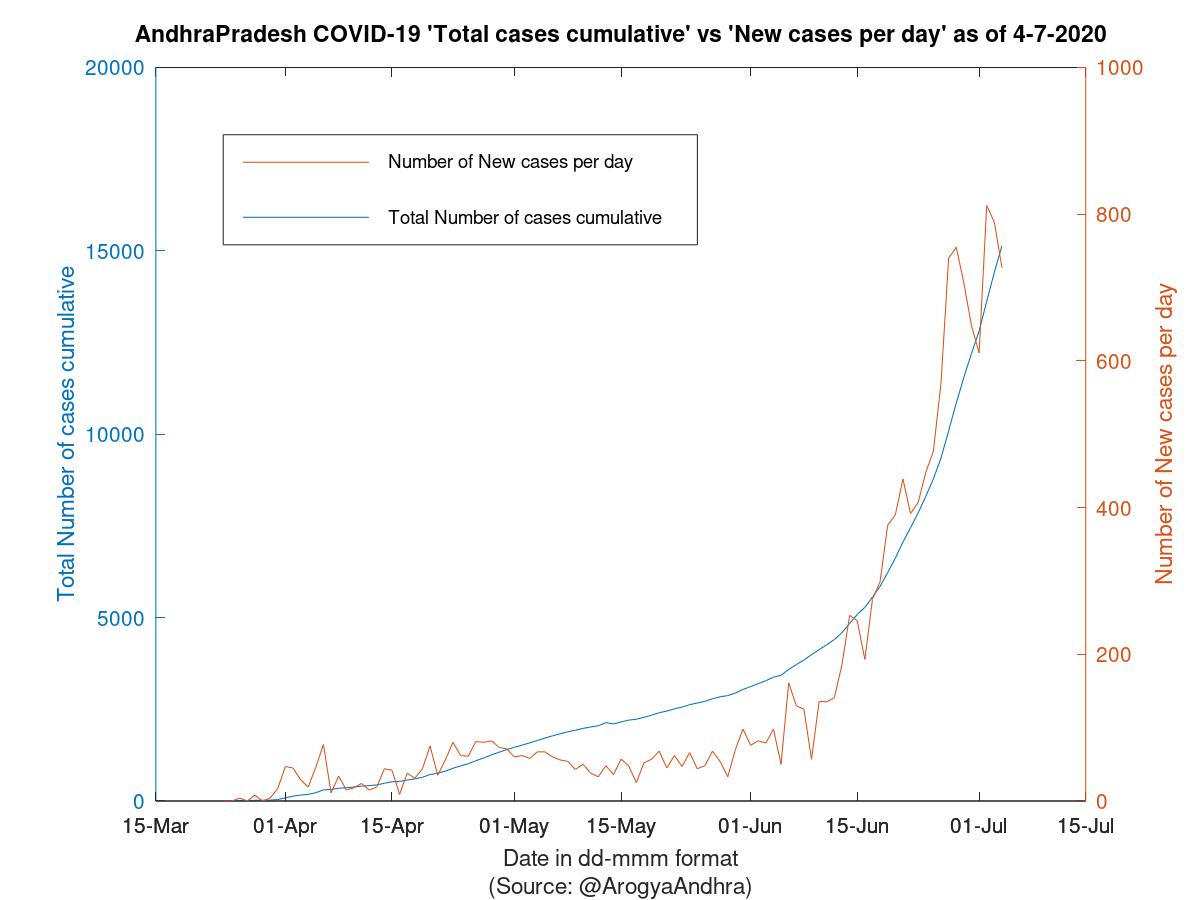 AndhraPradesh COVID-19 'Total cases cumulative' vs 'New cases per day' as of 4-7-2020
20000
15000
10000
5000
0
Total Number of cases cumulative
1000
800
600
400
200
0
Number of New cases per day
Number of New cases per day
Total Number of cases cumulative
15-Mar 01-Apr 15-Apr 01-May 15-May 01-Jun 15-Jun 01-Jul 15-Jul
Date in dd-mmm format
(Source: @ArogyaAndhra)